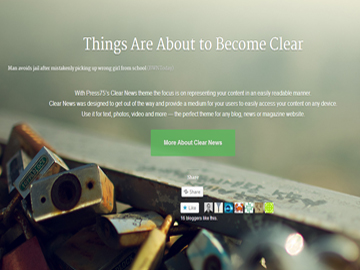 Things Are About to Become Clear
Man avoids jail after mistakenly picking up wrong girl from school
With Press75's Clear News theme the focus is on representing your content in an easily readable manner.
Clear News was designed to get out of the way and provide a medium for your users to easily access your content on any device.
Use it for text, photos, video and more — the perfect theme for any blog, news or magazine website.
More About Clear News
Share
Share
Like
16 bloggers like this.